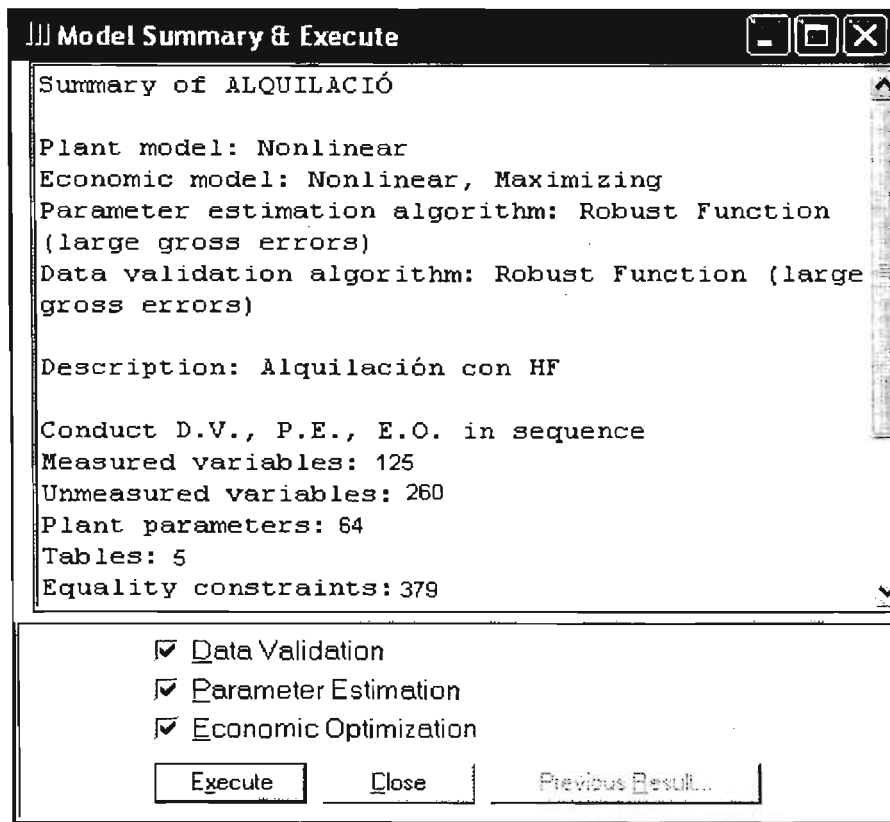 Model Summary & Execute
Summary of ALQUILACIÓ
Plant model: Nonlinear
Economic model: Nonlinear, Maximizing
Parameter estimation algorithm: Robust Function
(large gross errors)
Data validation algorithm: Robust Function (large
gross errors)
Description: Alquilación con HF
Conduct D.V., P.E., E.O. in sequence
Measured variables: 125
Unmeasured variables: 260
Plant parameters: 64
Tables: 5
Equality constraints: 379
Data Validation
Parameter Estimation
Economic Optimization
Execute Close Previous Result...